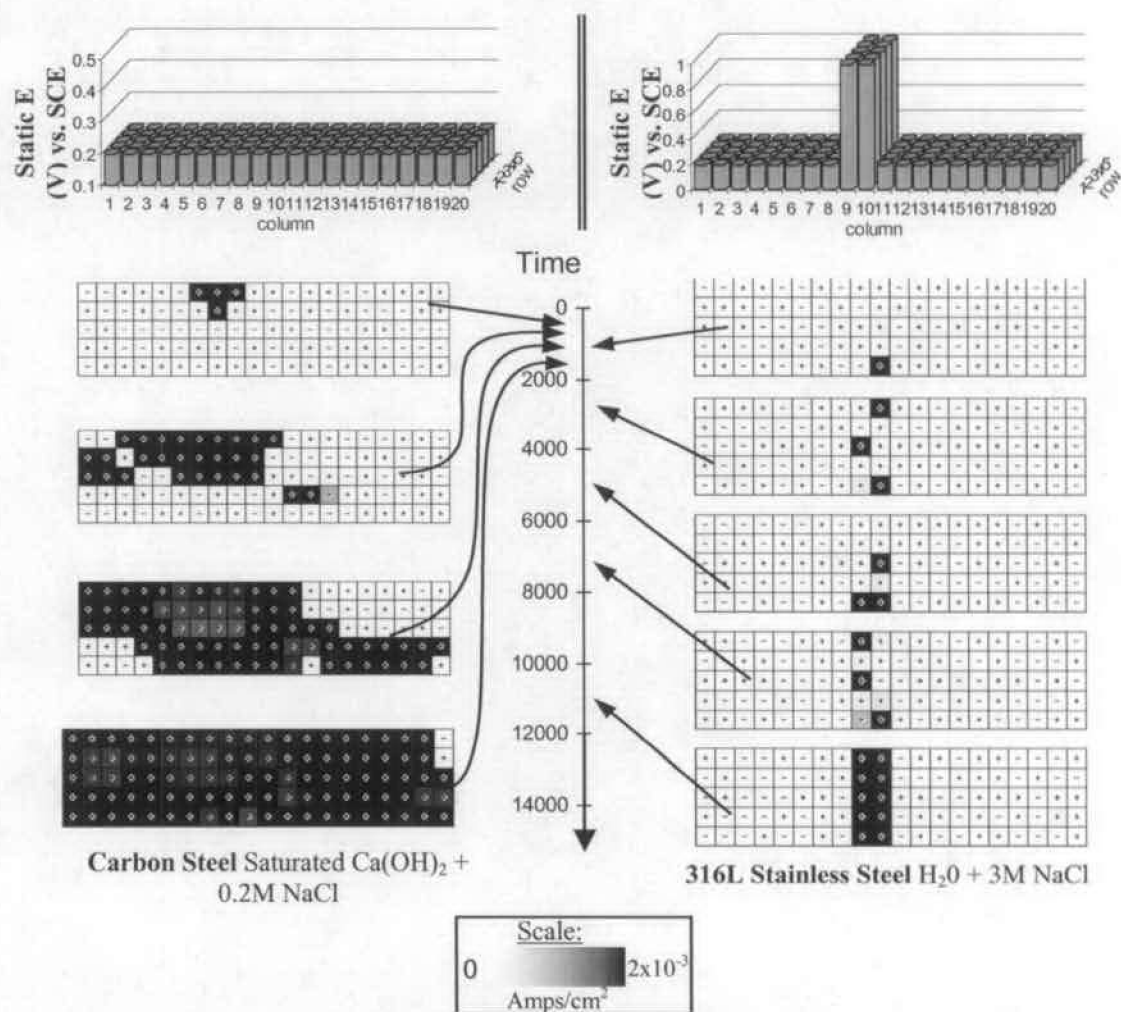 Static E
(V) vs. SCE
0.5
0.4
0.3
0.2
0.1
1 2 3 4 5 6 7 8 9 10 11 12 13 14 15 16 17 18 19 20
column
row
Static E
(V) vs. SCE
1
0.8
0.6
0.4
0.2
0
1 2 3 4 5 6 7 8 9 10 11 12 13 14 15 16 17 18 19 20
column
row
Time
0
2000
4000
6000
8000
10000
12000
14000
Carbon Steel Saturated Ca(OH)₂ +
0.2M NaCl
316L Stainless Steel H₂0 + 3M NaCl
Scale:
0 2x10⁻³
Amps/cm²